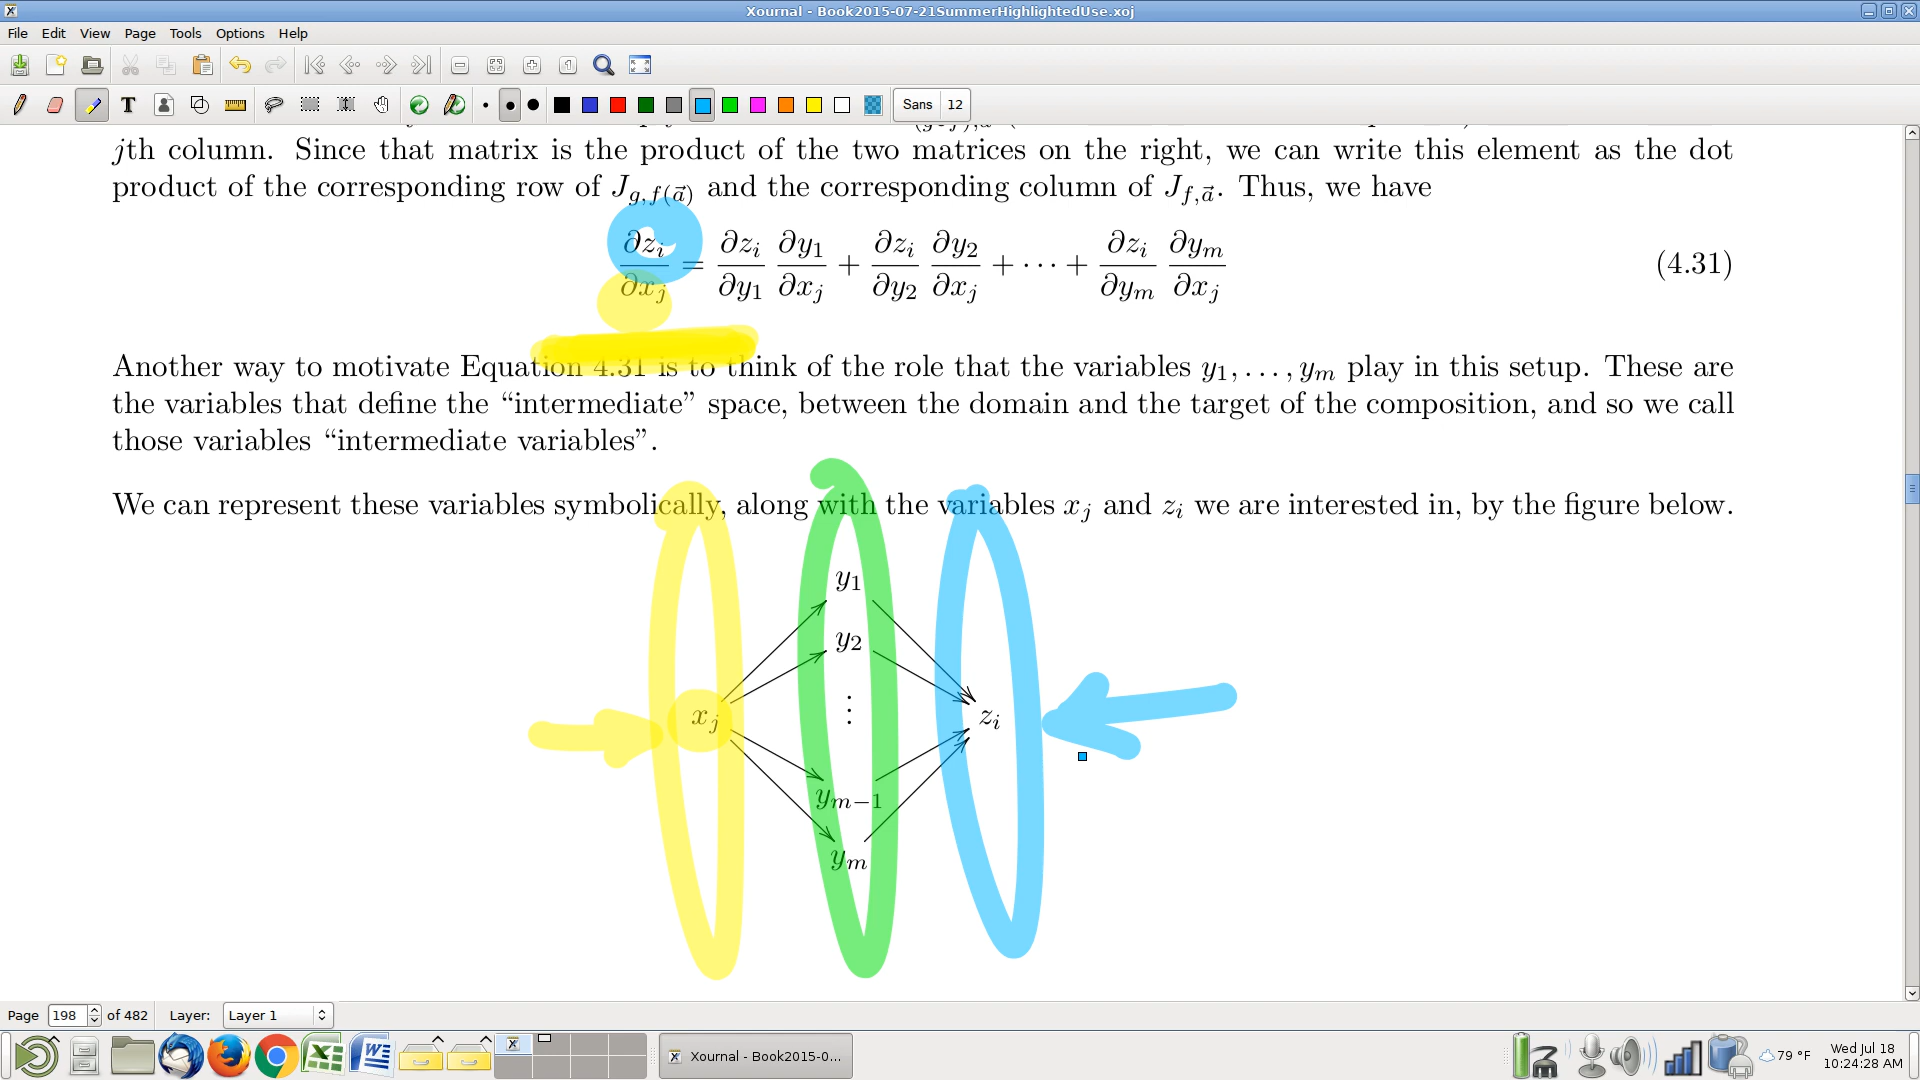 Xournal - Book2015-07-21SummerHighlightedUse.xoj
File Edit View Page Tools Options Help
T Sans 12
jth column. Since that matrix is the product of the two matrices on the right, we can write this element as the dot
product of the corresponding row of J_{g,f(\vec{a})} and the corresponding column of J_{f,\vec{a}}. Thus, we have
∂z_i/∂x_j = ∂z_i/∂y_1 ∂y_1/∂x_j + ∂z_i/∂y_2 ∂y_2/∂x_j + ··· + ∂z_i/∂y_m ∂y_m/∂x_j (4.31)
Another way to motivate Equation 4.31 is to think of the role that the variables y_1, . . . , y_m play in this setup. These are
the variables that define the “intermediate” space, between the domain and the target of the composition, and so we call
those variables “intermediate variables”.
We can represent these variables symbolically, along with the variables x_j and z_i we are interested in, by the figure below.
y_1
y_2
⋮
x_j z_i
y_{m−1}
y_m
Page 198 of 482 Layer: Layer 1
Xournal - Book2015-0...
79 °F
Wed Jul 18
10:24:28 AM